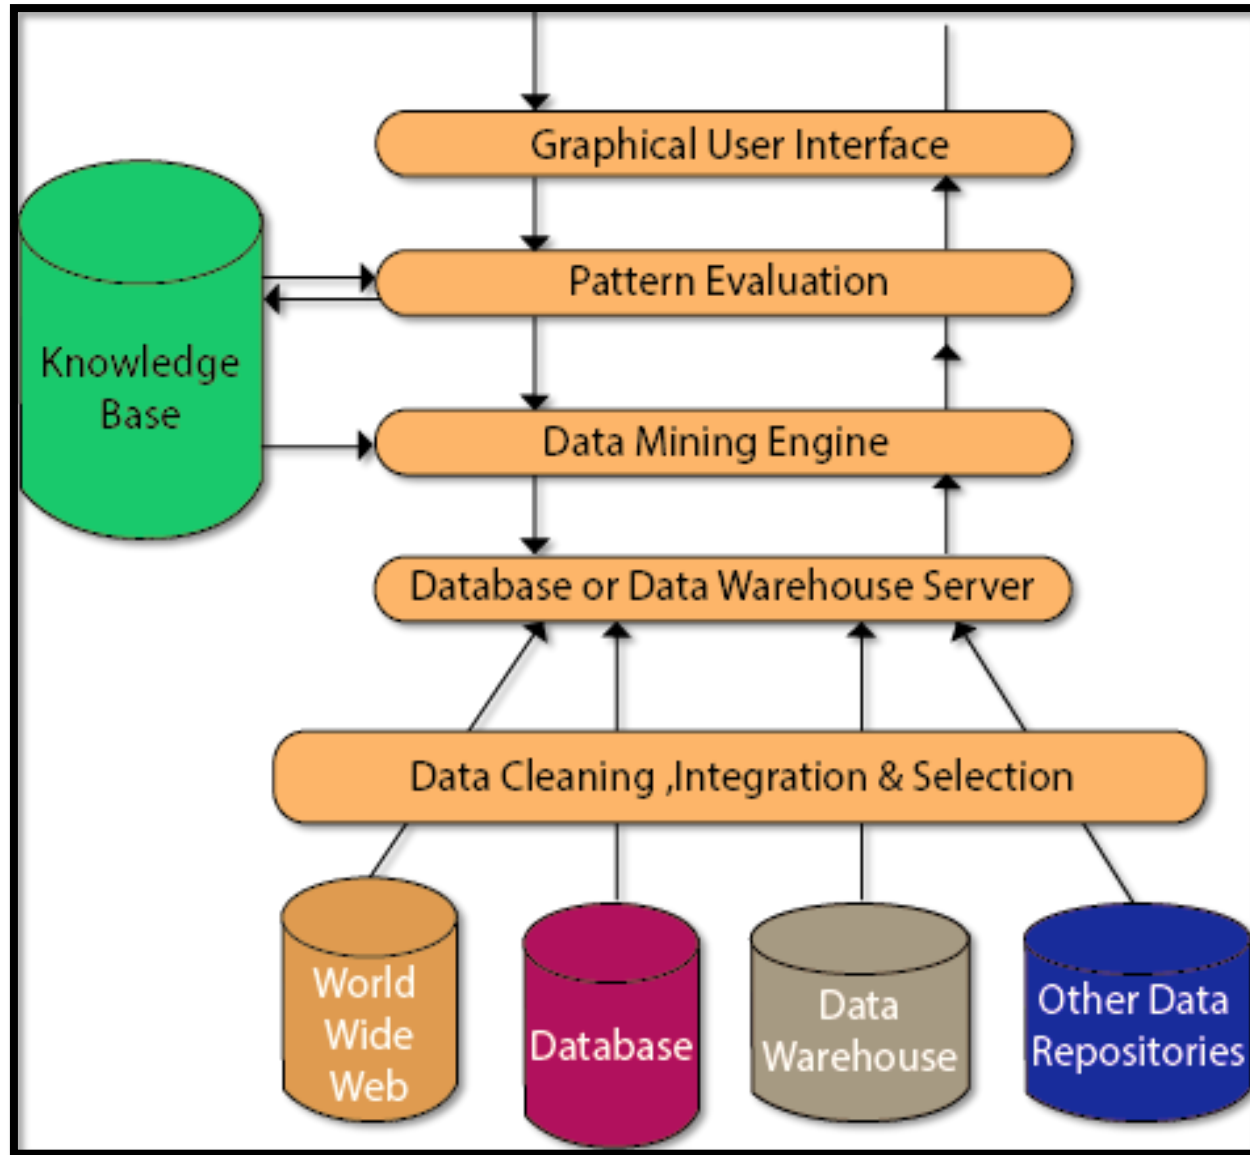 Graphical User Interface
Pattern Evaluation
Knowledge
Base
Data Mining Engine
Database or Data Warehouse Server
Data Cleaning ,Integration & Selection
World
Wide
Web
Database
Data
Warehouse
Other Data
Repositories